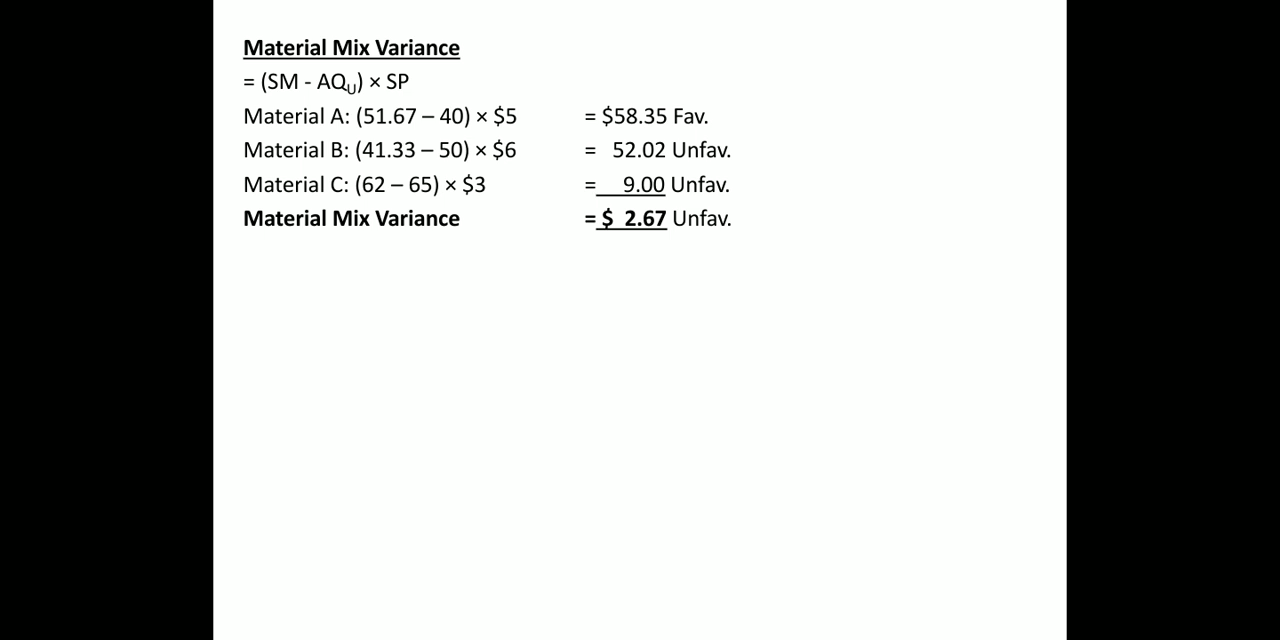 Material Mix Variance
= (SM - AQU) × SP
Material A: (51.67 – 40) × $5 = $58.35 Fav.
Material B: (41.33 – 50) × $6 = 52.02 Unfav.
Material C: (62 – 65) × $3 = 9.00 Unfav.
Material Mix Variance = $ 2.67 Unfav.